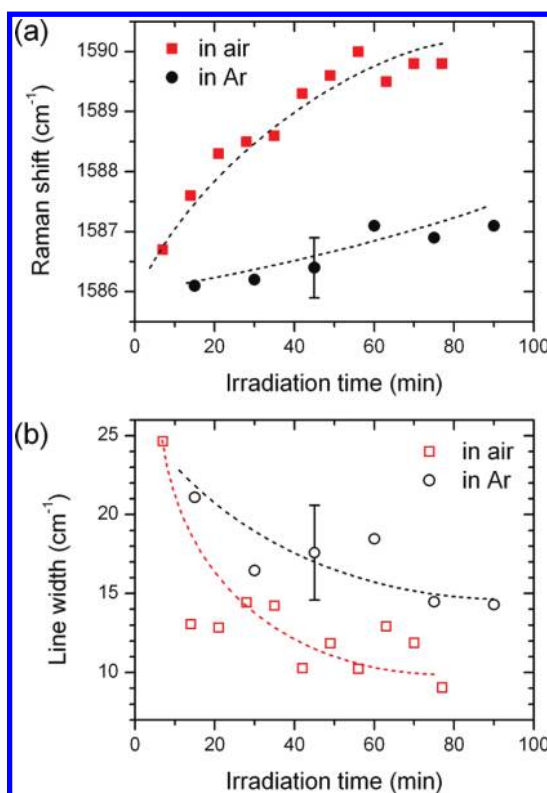 (a)
in air
in Ar
Raman shift (cm-1)
1590
1589
1588
1587
1586
0 20 40 60 80 100
Irradiation time (min)
(b)
in air
in Ar
Line width (cm-1)
25
20
15
10
0 20 40 60 80 100
Irradiation time (min)